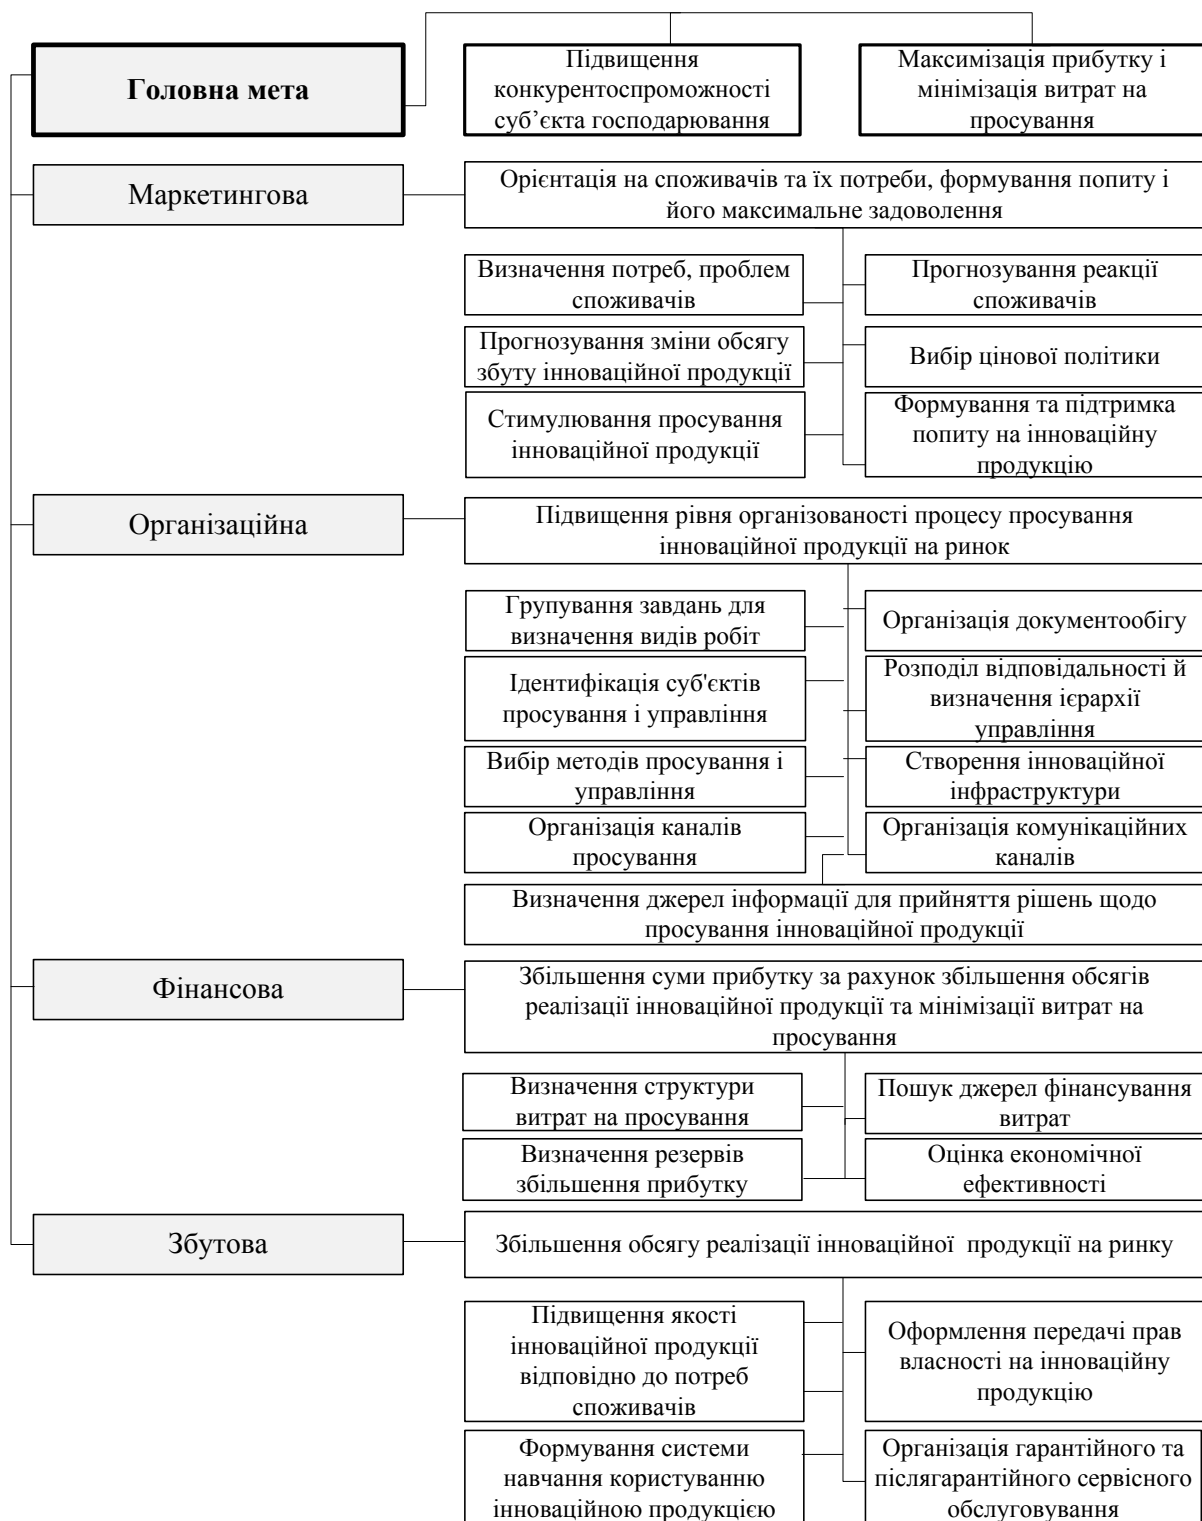 Головна мета
Підвищення
конкурентоспроможності
суб’єкта господарювання
Максимізація прибутку і
мінімізація витрат на
просування
Маркетингова
Орієнтація на споживачів та їх потреби, формування попиту і
його максимальне задоволення
Визначення потреб, проблем
споживачів
Прогнозування реакції
споживачів
Прогнозування зміни обсягу
збуту інноваційної продукції
Вибір цінової політики
Стимулювання просування
інноваційної продукції
Формування та підтримка
попиту на інноваційну
продукцію
Організаційна
Підвищення рівня організованості процесу просування
інноваційної продукції на ринок
Групування завдань для
визначення видів робіт
Організація документообігу
Ідентифікація суб'єктів
просування і управління
Розподіл відповідальності й
визначення ієрархії
управління
Вибір методів просування і
управління
Створення інноваційної
інфраструктури
Організація каналів
просування
Організація комунікаційних
каналів
Визначення джерел інформації для прийняття рішень щодо
просування інноваційної продукції
Фінансова
Збільшення суми прибутку за рахунок збільшення обсягів
реалізації інноваційної продукції та мінімізації витрат на
просування
Визначення структури
витрат на просування
Пошук джерел фінансування
витрат
Визначення резервів
збільшення прибутку
Оцінка економічної
ефективності
Збутова
Збільшення обсягу реалізації інноваційної продукції на ринку
Підвищення якості
інноваційної продукції
відповідно до потреб
споживачів
Оформлення передачі прав
власності на інноваційну
продукцію
Формування системи
навчання користуванню
інноваційною продукцією
Організація гарантійного та
післягарантійного сервісного
обслуговування